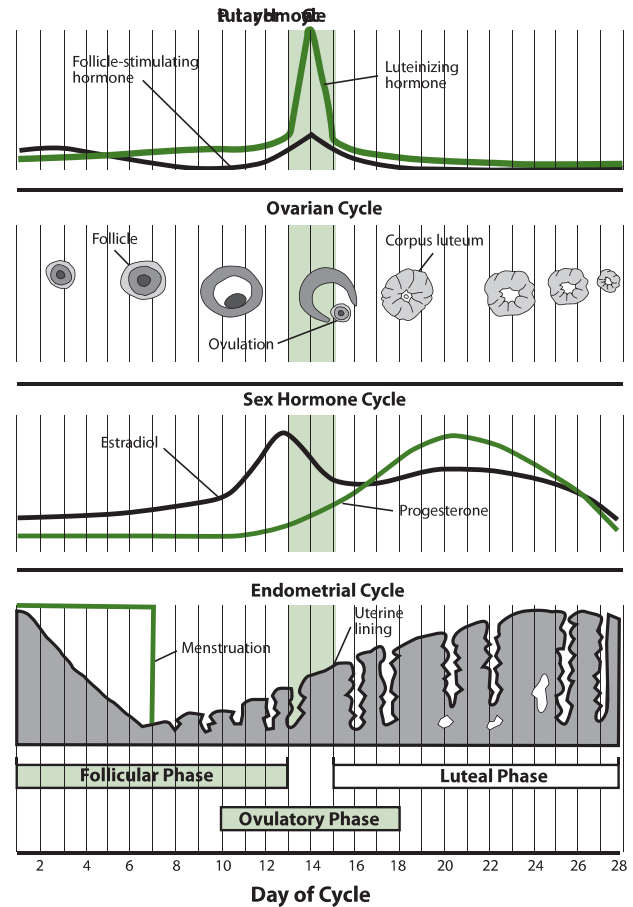 Follicle-stimulating
hormone
Luteinizing
hormone
Ovarian Cycle
Follicle
Corpus luteum
Ovulation
Sex Hormone Cycle
Estradiol
Progesterone
Endometrial Cycle
Uterine
lining
Menstruation
Follicular Phase
Luteal Phase
Ovulatory Phase
2 4 6 8 10 12 14 16 18 20 22 24 26 28
Day of Cycle